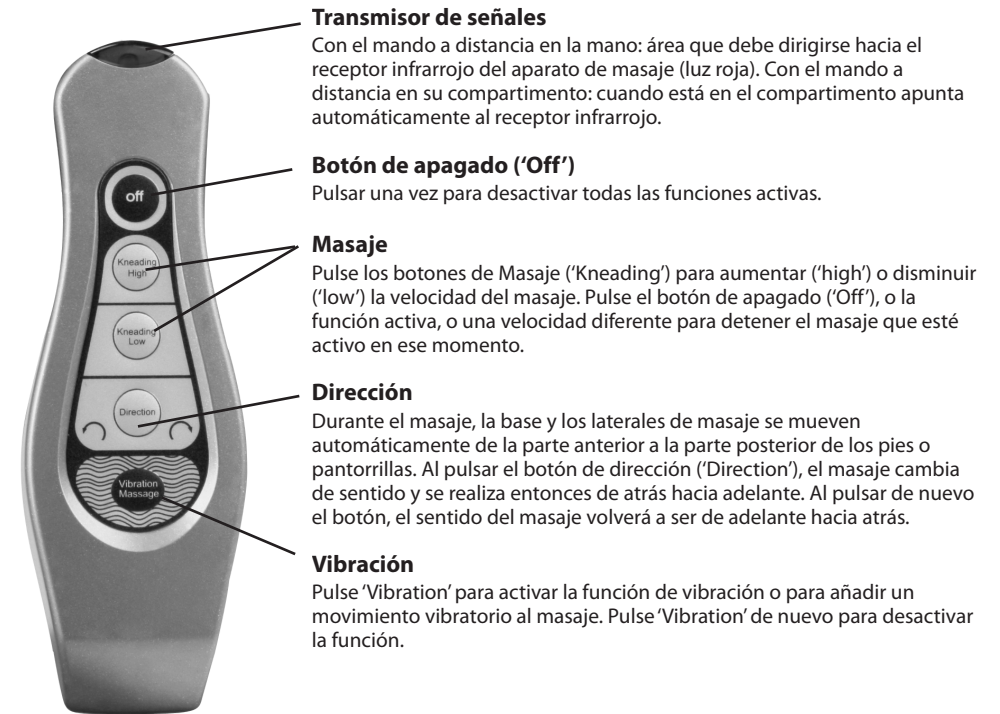 Transmisor de señales
Con el mando a distancia en la mano: área que debe dirigirse hacia el
receptor infrarrojo del aparato de masaje (luz roja). Con el mando a
distancia en su compartimento: cuando está en el compartimento apunta
automáticamente al receptor infrarrojo.
Botón de apagado (‘Off’)
Pulsar una vez para desactivar todas las funciones activas.
Masaje
Pulse los botones de Masaje (‘Kneading’) para aumentar (‘high’) o disminuir
(‘low’) la velocidad del masaje. Pulse el botón de apagado (‘Off’), o la
función activa, o una velocidad diferente para detener el masaje que esté
activo en ese momento.
Dirección
Durante el masaje, la base y los laterales de masaje se mueven
automáticamente de la parte anterior a la parte posterior de los pies o
pantorrillas. Al pulsar el botón de dirección (‘Direction’), el masaje cambia
de sentido y se realiza entonces de atrás hacia adelante. Al pulsar de nuevo
el botón, el sentido del masaje volverá a ser de adelante hacia atrás.
Vibración
Pulse ‘Vibration’ para activar la función de vibración o para añadir un
movimiento vibratorio al masaje. Pulse ‘Vibration’ de nuevo para desactivar
la función.
off
Kneading
High
Kneading
Low
Direction
Vibration
Massage